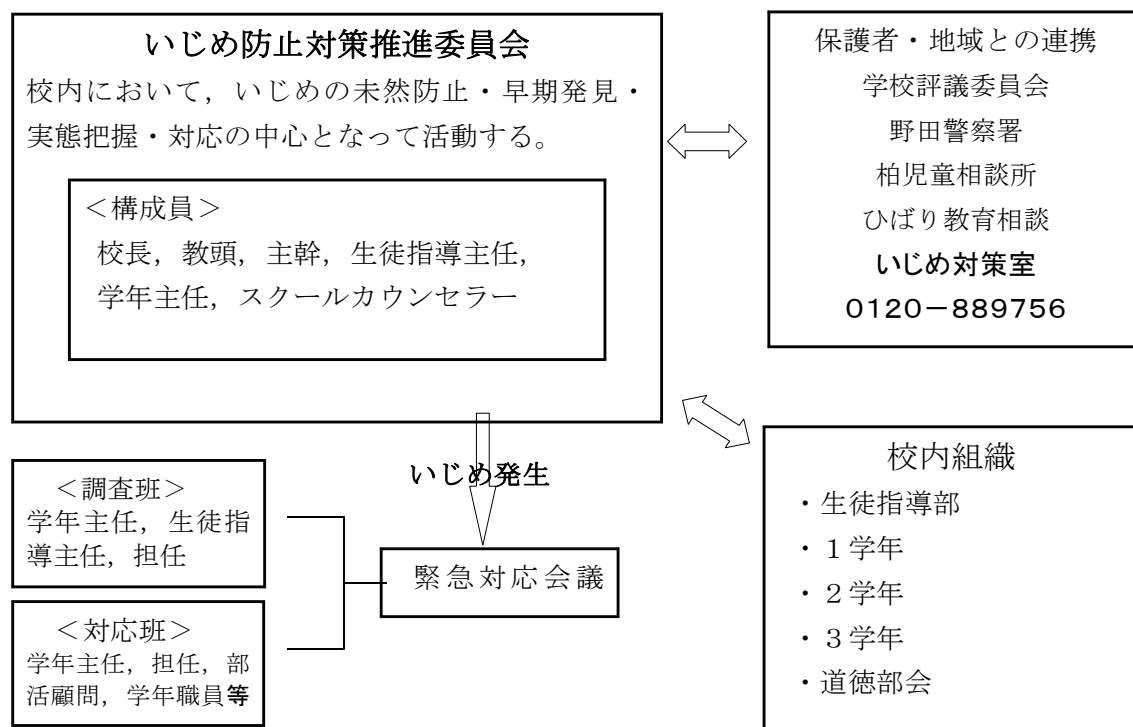 いじめ防止対策推進委員会
校内において，いじめの未然防止・早期発見・
実態把握・対応の中心となって活動する。
＜構成員＞
校長，教頭，主幹，生徒指導主任，
学年主任，スクールカウンセラー
保護者・地域との連携
学校評議委員会
野田警察署
柏児童相談所
ひばり教育相談
いじめ対策室
０１２０－８８９７５６
いじめ発生
緊急対応会議
＜調査班＞
学年主任，生徒指
導主任，担任
＜対応班＞
学年主任，担任，部
活顧問，学年職員等
校内組織
・生徒指導部
・１学年
・２学年
・３学年
・道徳部会